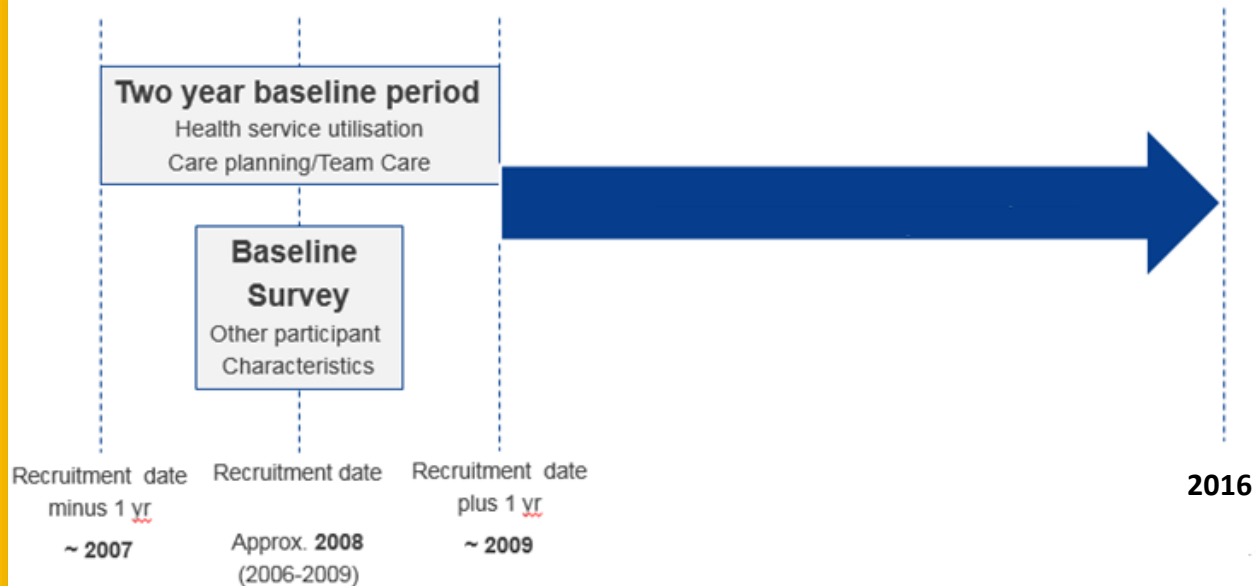 Two year baseline period
Health service utilisation
Care planning/Team Care
Baseline
Survey
Other participant
Characteristics
Recruitment date
minus 1 yr
~ 2007
Recruitment date
Approx. 2008
(2006-2009)
Recruitment date
plus 1 yr
~ 2009
2016